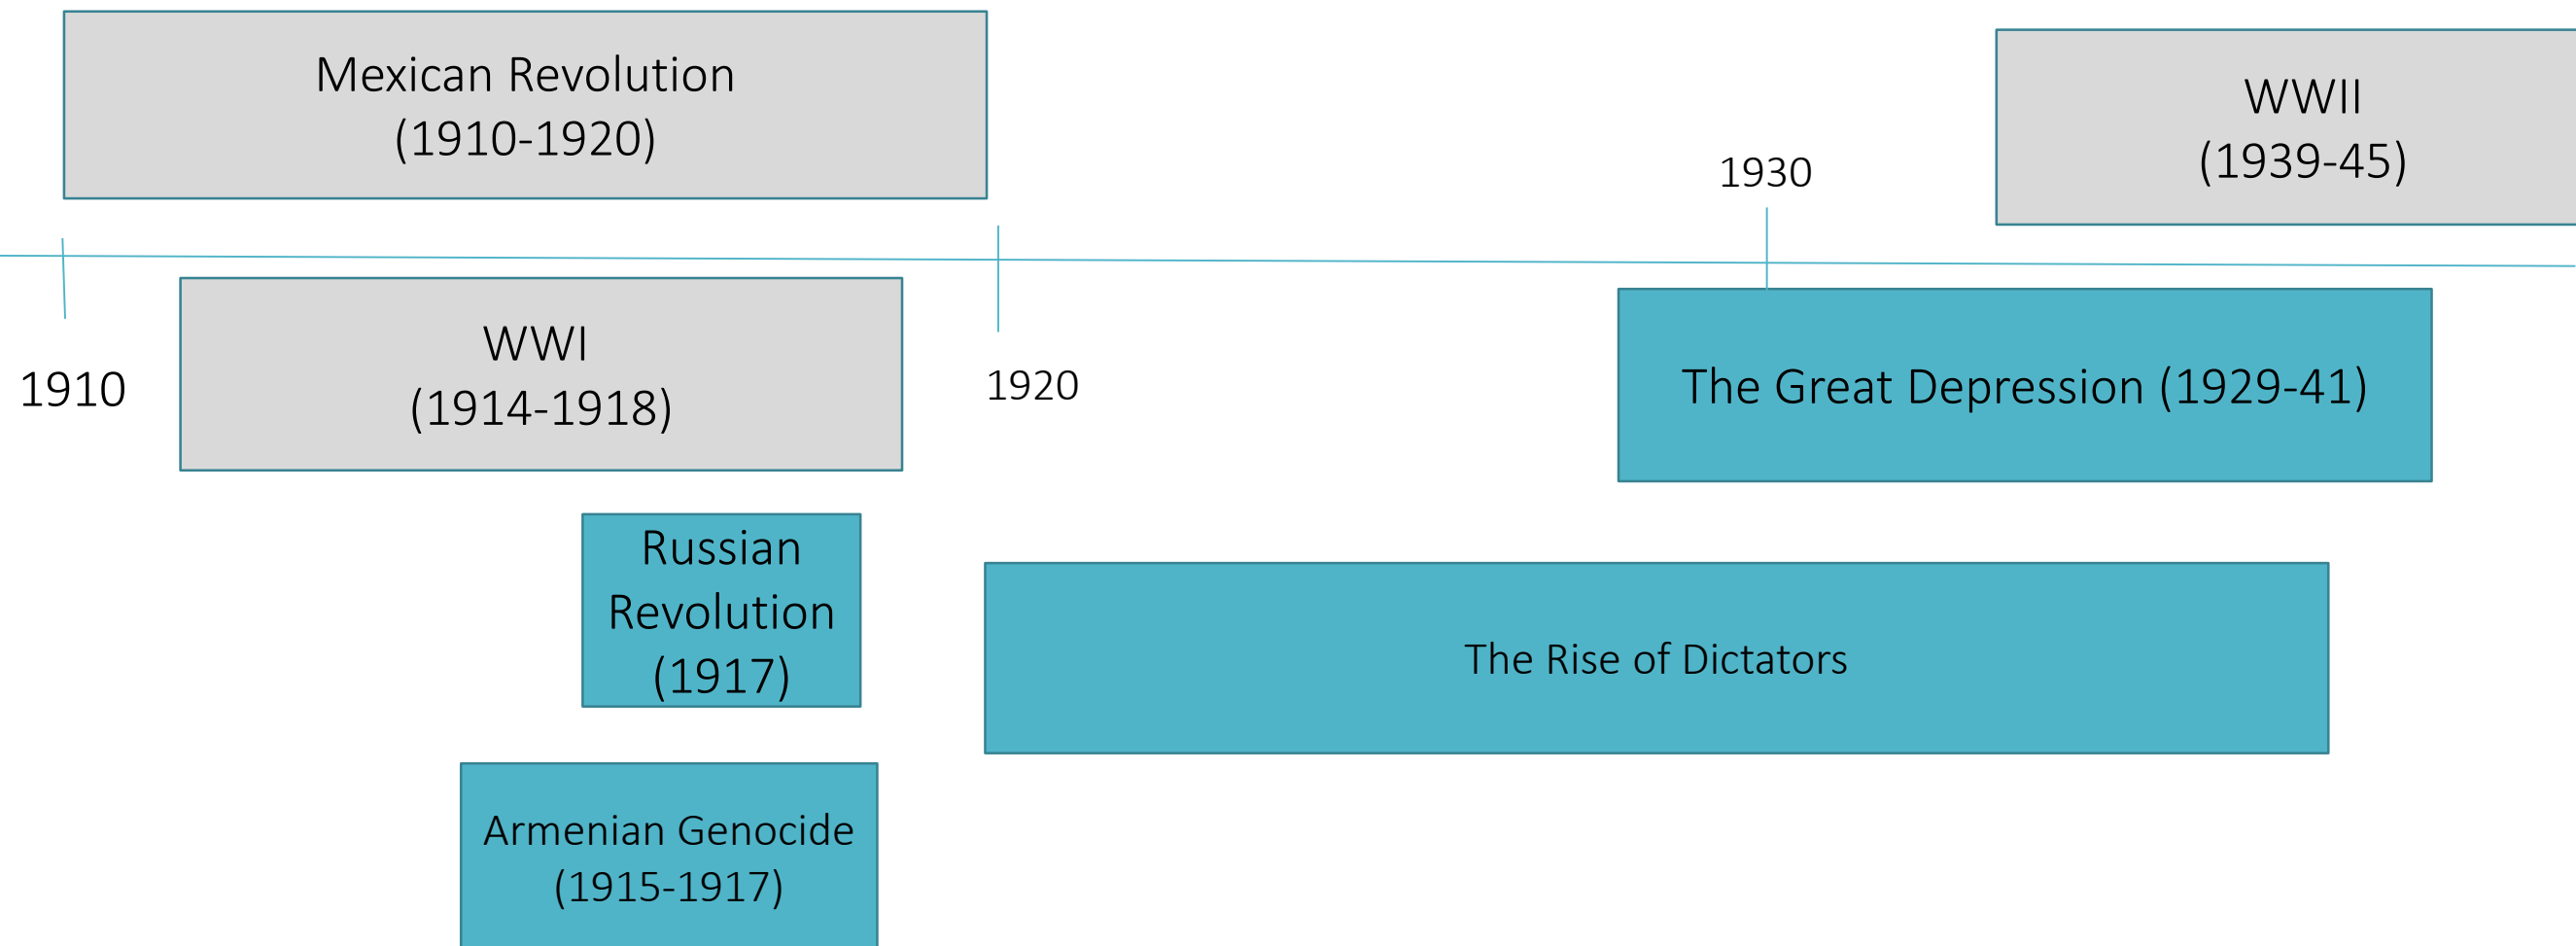 Mexican Revolution
(1910-1920)
WWII
(1939-45)
1930
WWI
(1914-1918)
1910
1920
The Great Depression (1929-41)
Russian
Revolution
(1917)
The Rise of Dictators
Armenian Genocide
(1915-1917)